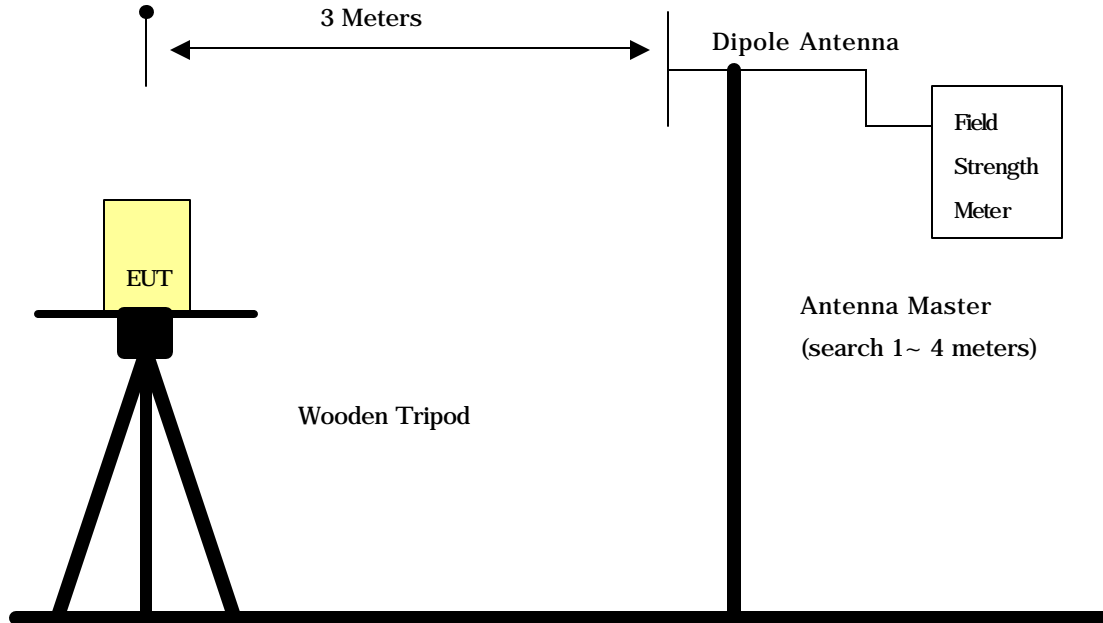 3 Meters
Dipole Antenna
Field
Strength
Meter
EUT
Antenna Master
(search 1~ 4 meters)
Wooden Tripod